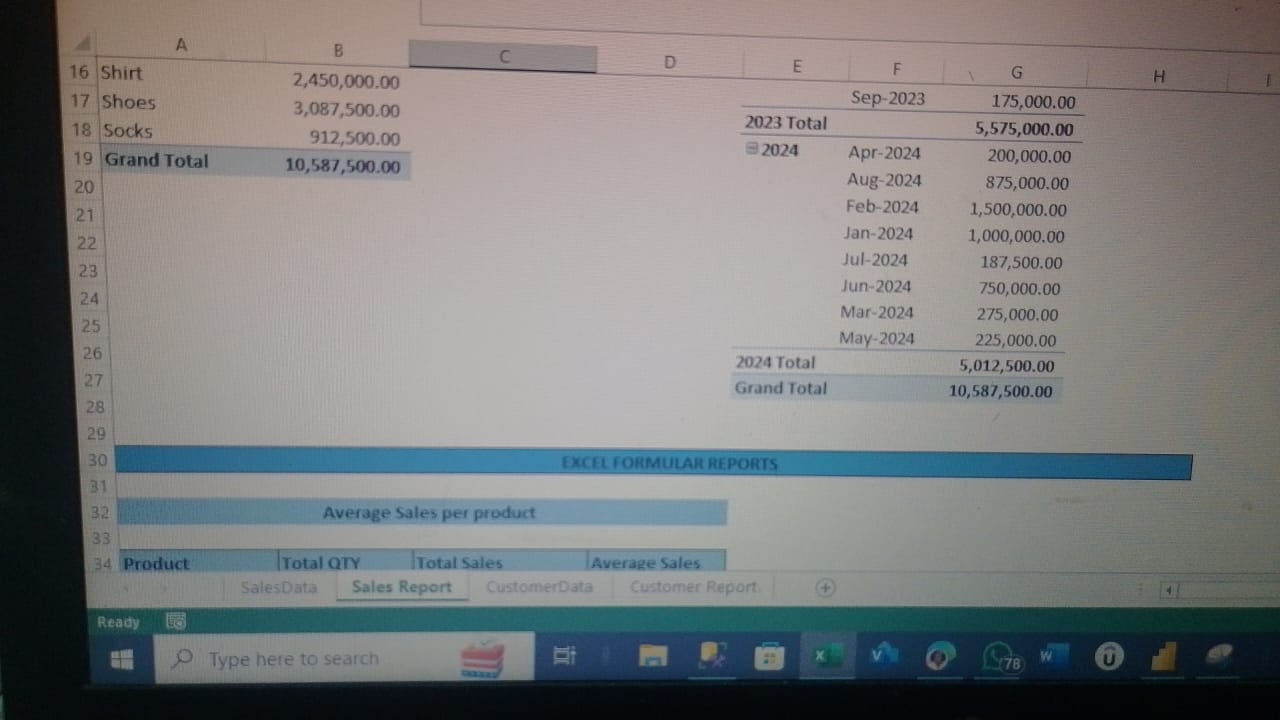 A B C D E F G H I
16 Shirt 2,450,000.00 Sep-2023 175,000.00
17 Shoes 3,087,500.00 2023 Total 5,575,000.00
18 Socks 912,500.00 2024 Apr-2024 200,000.00
19 Grand Total 10,587,500.00 Aug-2024 875,000.00
20 Feb-2024 1,500,000.00
21 Jan-2024 1,000,000.00
22 Jul-2024 187,500.00
23 Jun-2024 750,000.00
24 Mar-2024 275,000.00
25 May-2024 225,000.00
26 2024 Total 5,012,500.00
27 Grand Total 10,587,500.00
28
29
30 EXCEL FORMULAR REPORTS
31
32 Average Sales per product
33
34 Product Total QTY Total Sales Average Sales
SalesData Sales Report CustomerData Customer Report
Ready
Type here to search 78